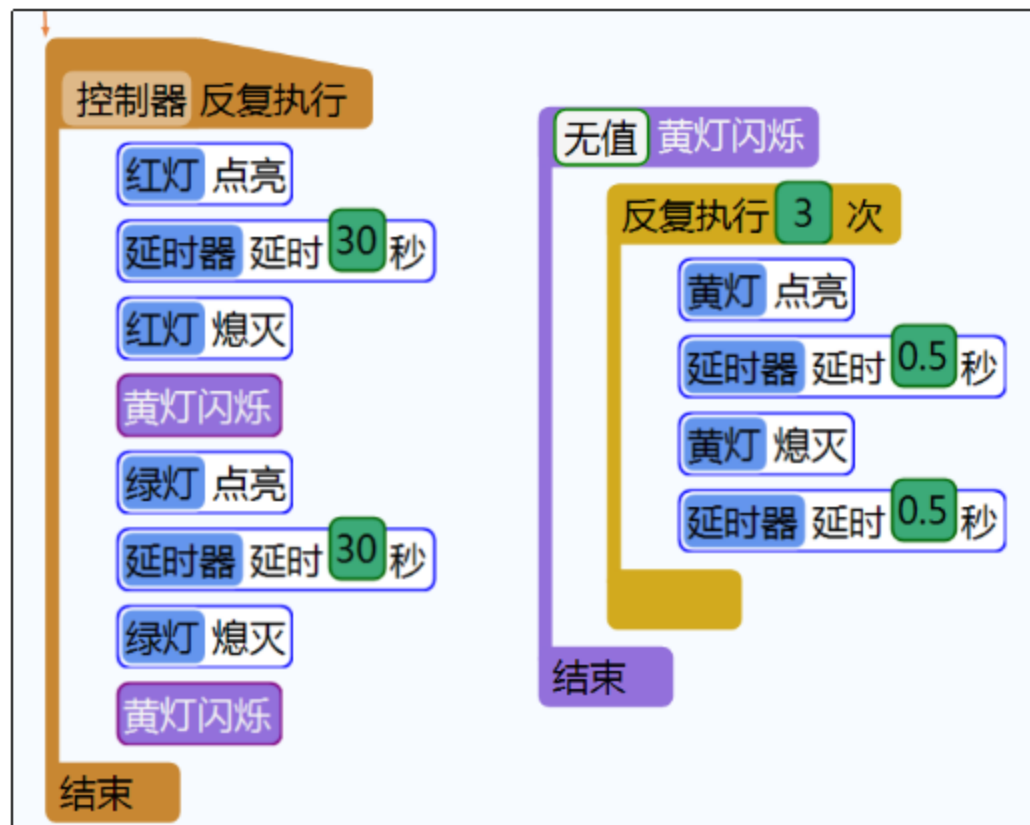 控制器 反复执行
红灯 点亮
延时器 延时 30 秒
红灯 熄灭
黄灯闪烁
绿灯 点亮
延时器 延时 30 秒
绿灯 熄灭
黄灯闪烁
结束
无值 黄灯闪烁
反复执行 3 次
黄灯 点亮
延时器 延时 0.5 秒
黄灯 熄灭
延时器 延时 0.5 秒
结束